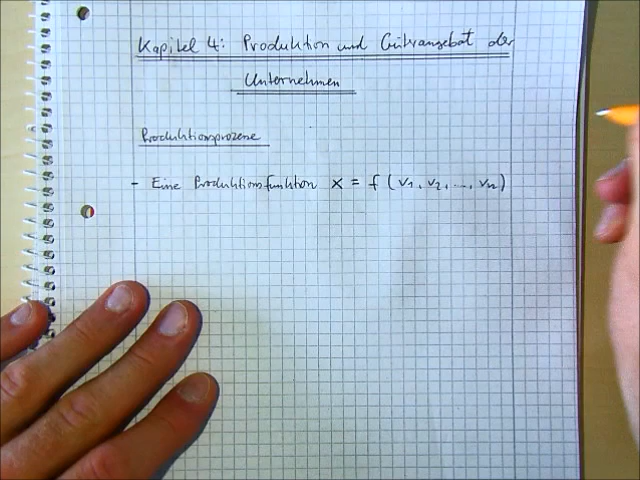 Kapitel 4: Produktion und Güterangebot der
Unternehmen
Produktionsprozesse
- Eine Produktionsfunktion x = f (v₁, v₂, ..., vₙ)